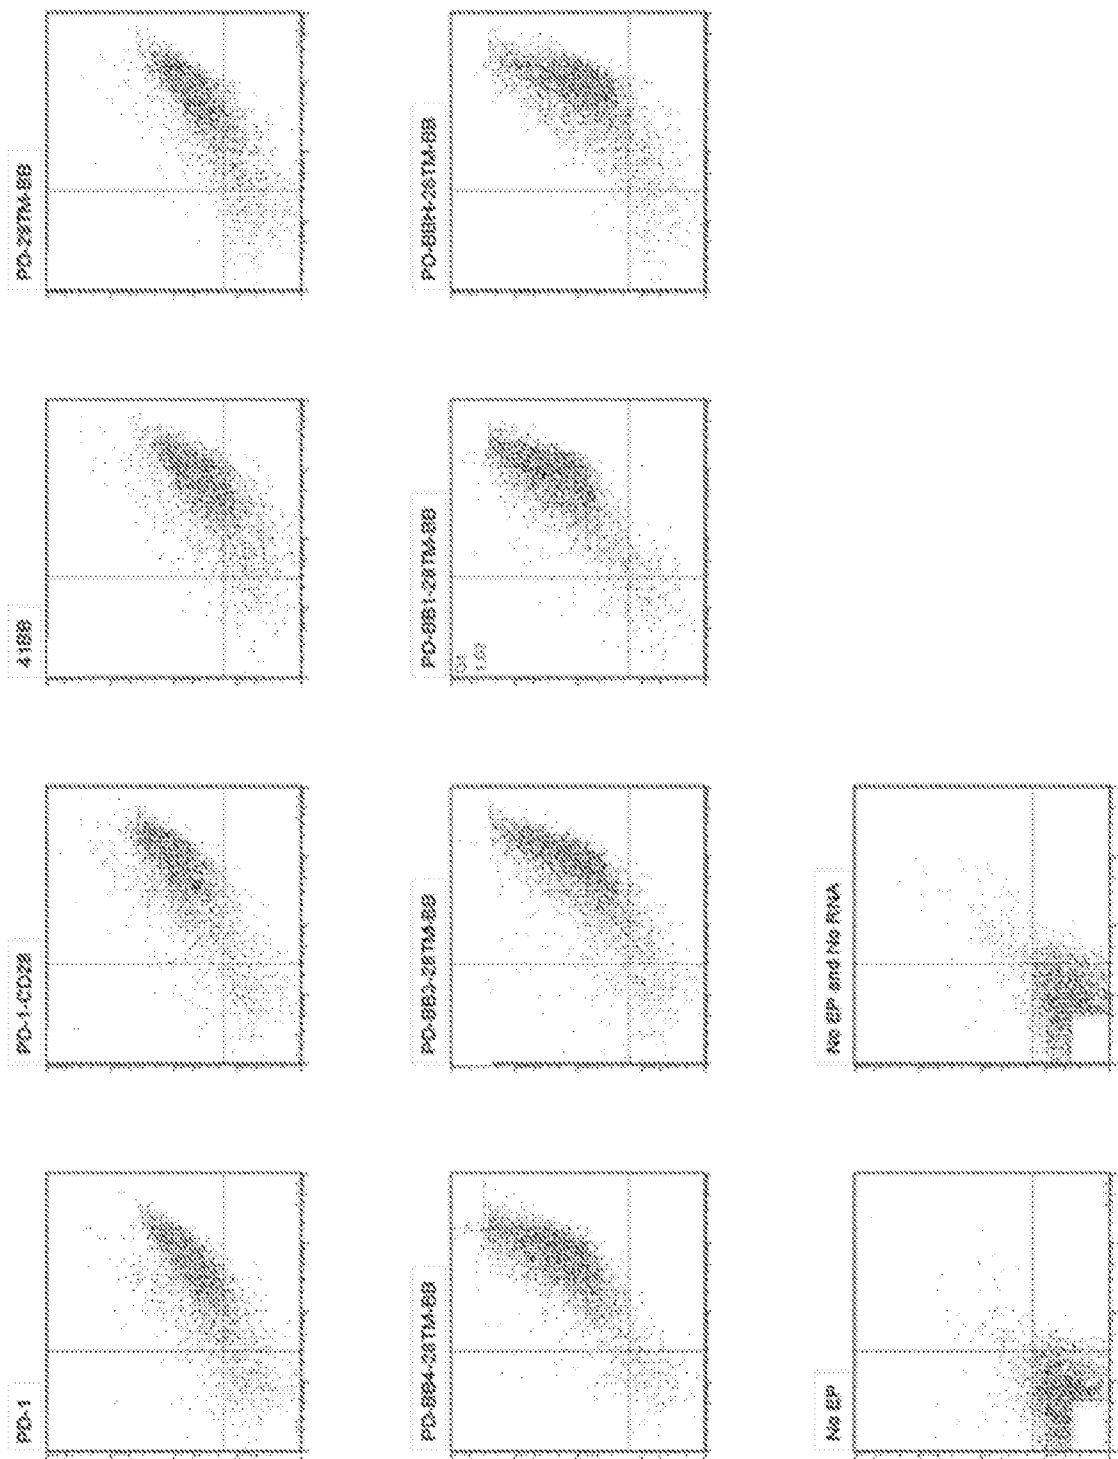 PD-1
PD-1-CD28
41BB
PD-28TM-BB
PD-BB4-28TM-BB
PD-BB3-28TM-BB
PD-BB1-28TM-BB
PD-BBH-28TM-BB
No EP
No EP and No RNA